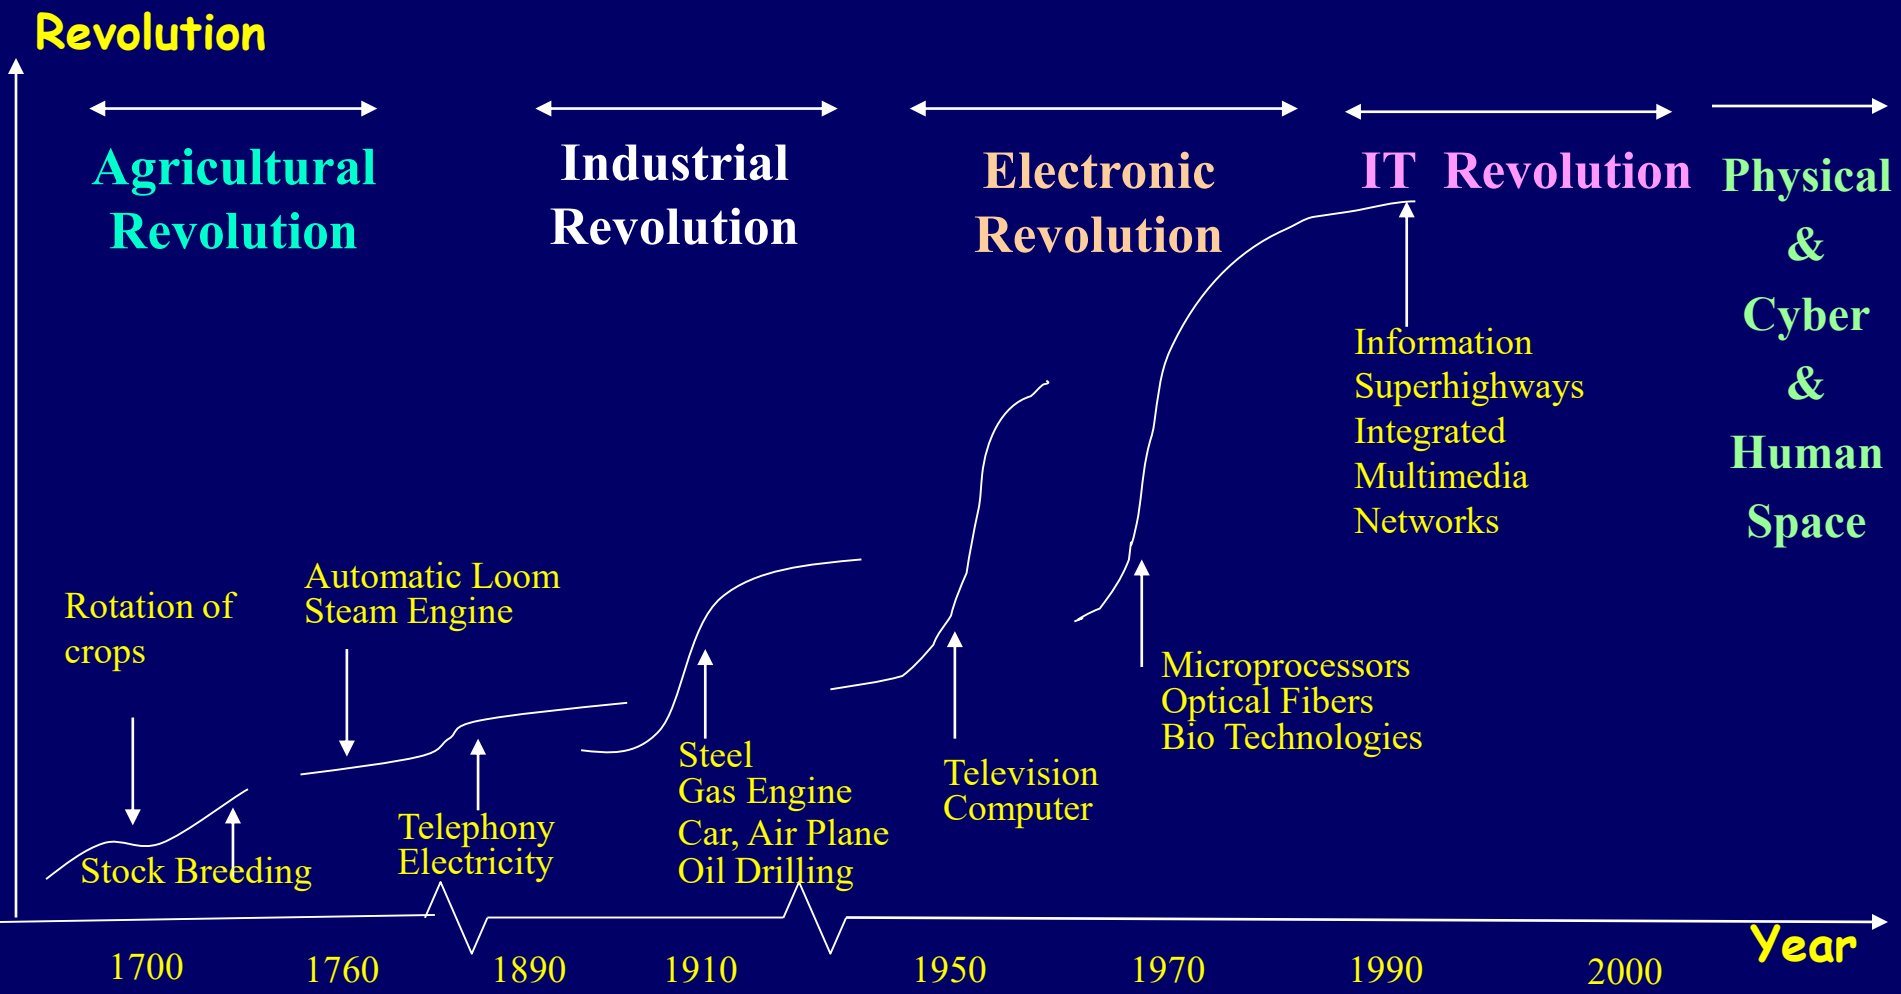 Revolution
Agricultural
Revolution
Industrial
Revolution
Electronic
Revolution
IT Revolution
Physical
&
Cyber
&
Human
Space
Information
Superhighways
Integrated
Multimedia
Networks
Rotation of
crops
Automatic Loom
Steam Engine
Stock Breeding
Telephony
Electricity
Steel
Gas Engine
Car, Air Plane
Oil Drilling
Television
Computer
Microprocessors
Optical Fibers
Bio Technologies
Year
1700 1760 1890 1910 1950 1970 1990 2000